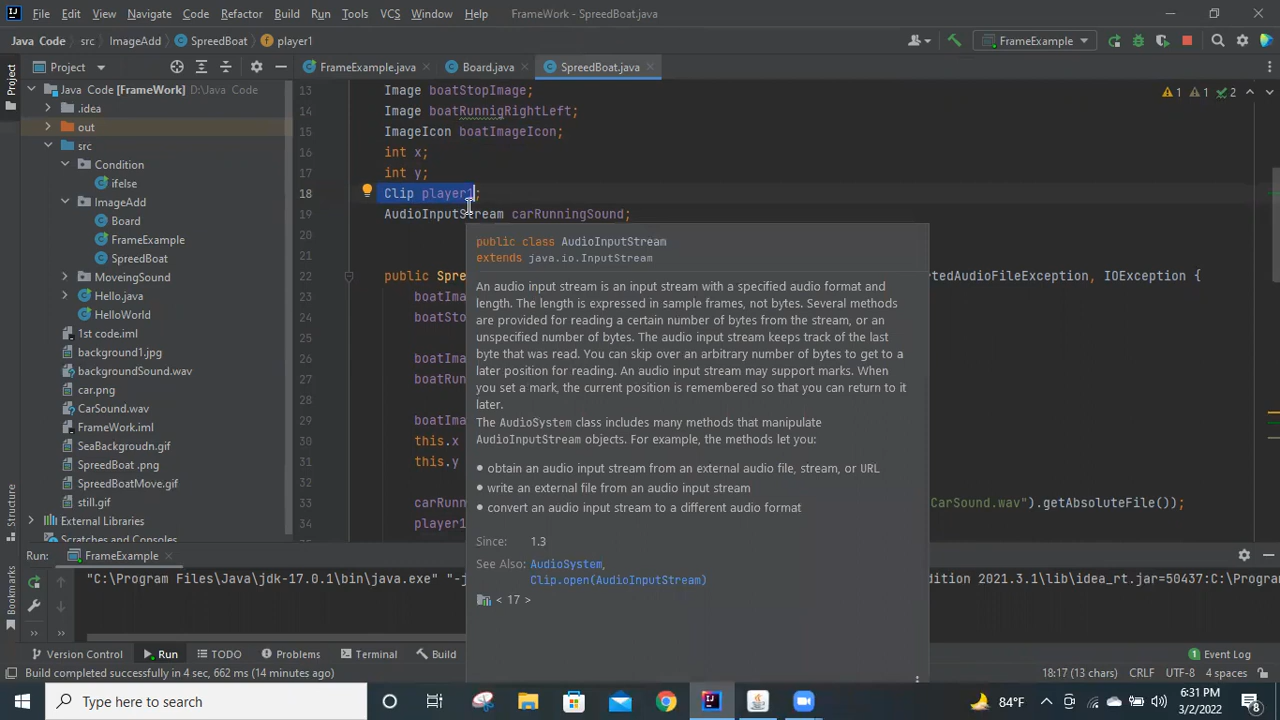 File Edit View Navigate Code Refactor Build Run Tools VCS Window Help FrameWork - SpreedBoat.java
Java Code src ImageAdd SpreedBoat player1 FrameExample
Project FrameExample.java Board.java SpreedBoat.java
Project
Java Code [FrameWork] D:\Java Code
.idea
out
src
Condition
ifelse
ImageAdd
Board
FrameExample
SpreedBoat
MoveingSound
Hello.java
HelloWorld
1st code.iml
background1.jpg
backgroundSound.wav
car.png
CarSound.wav
FrameWork.iml
SeaBackgroudn.gif
SpreedBoat .png
SpreedBoatMove.gif
still.gif
External Libraries
Scratches and Consoles
Structure
Bookmarks
13 Image boatStopImage; 1 1 2
14 Image boatRunnigRightLeft;
15 ImageIcon boatImageIcon;
16 int x;
17 int y;
18 Clip player1;
19 AudioInputStream carRunningSound;
20
22 public Spre
edAudioFileException, IOException {
23 boatIma
24 boatSto
25
26 boatIma
27 boatRun
28
29 boatIma
30 this.x
31 this.y
33 carRunn CarSound.wav").getAbsoluteFile());
34 player1
public class AudioInputStream
extends java.io.InputStream
An audio input stream is an input stream with a specified audio format and
length. The length is expressed in sample frames, not bytes. Several methods
are provided for reading a certain number of bytes from the stream, or an
unspecified number of bytes. The audio input stream keeps track of the last
byte that was read. You can skip over an arbitrary number of bytes to get to a
later position for reading. An audio input stream may support marks. When
you set a mark, the current position is remembered so that you can return to it
later.
The AudioSystem class includes many methods that manipulate
AudioInputStream objects. For example, the methods let you:
• obtain an audio input stream from an external audio file, stream, or URL
• write an external file from an audio input stream
• convert an audio input stream to a different audio format
Since: 1.3
See Also: AudioSystem,
Clip.open(AudioInputStream)
< 17 >
Run: FrameExample
"C:\Program Files\Java\jdk-17.0.1\bin\java.exe" "-j
dition 2021.3.1\lib\idea_rt.jar=50437:C:\Progra
Version Control Run TODO Problems Terminal Build 1 Event Log
Build completed successfully in 4 sec, 662 ms (14 minutes ago) 18:17 (13 chars) CRLF UTF-8 4 spaces
Type here to search 84°F 6:31 PM
3/2/2022 8